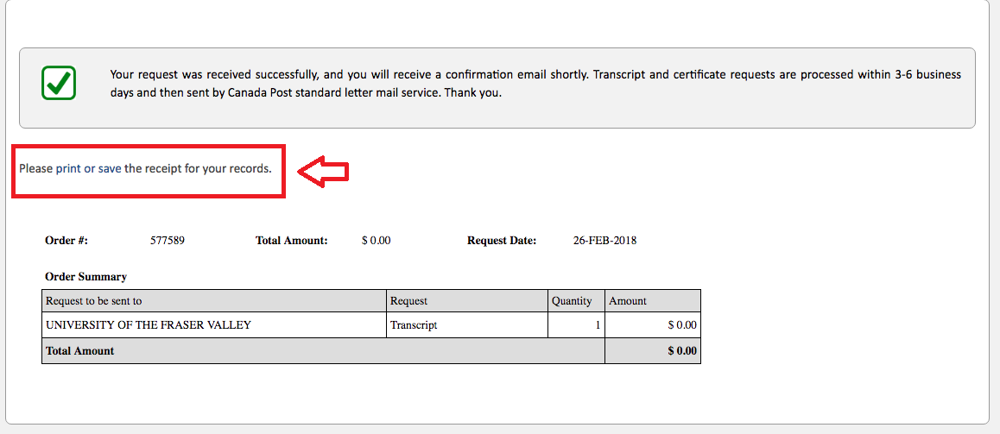 Your request was received successfully, and you will receive a confirmation email shortly. Transcript and certificate requests are processed within 3-6 business
days and then sent by Canada Post standard letter mail service. Thank you.
Please print or save the receipt for your records.
Order #: 577589 Total Amount: $ 0.00 Request Date: 26-FEB-2018
Order Summary
Request to be sent to Request Quantity Amount
UNIVERSITY OF THE FRASER VALLEY Transcript 1 $ 0.00
Total Amount $ 0.00